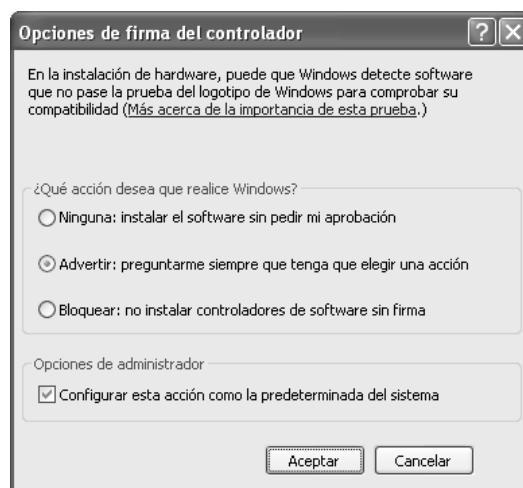 Opciones de firma del controlador
En la instalación de hardware, puede que Windows detecte software
que no pase la prueba del logotipo de Windows para comprobar su
compatibilidad (Más acerca de la importancia de esta prueba.)
¿Qué acción desea que realice Windows?
Ninguna: instalar el software sin pedir mi aprobación
Advertir: preguntarme siempre que tenga que elegir una acción
Bloquear: no instalar controladores de software sin firma
Opciones de administrador
Configurar esta acción como la predeterminada del sistema
Aceptar Cancelar